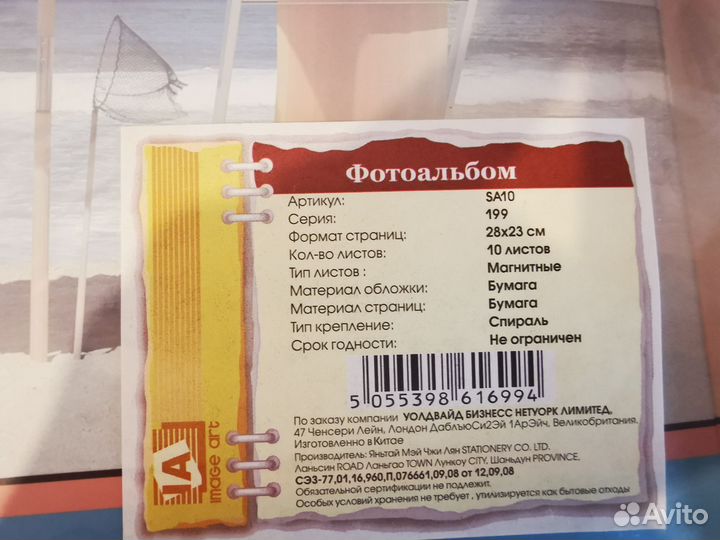 Фотоальбом
Артикул: SA10
Серия: 199
Формат страниц: 28x23 см
Кол-во листов: 10 листов
Тип листов : Магнитные
Материал обложки: Бумага
Материал страниц: Бумага
Тип крепление: Спираль
Срок годности: Не ограничен
5 055398 616994
По заказу компании УОЛДВАЙД БИЗНЕСС НЕТУОРК ЛИМИТЕД,
47 Ченсери Лейн, Лондон ДаблъюСи2Эй 1АрЭйч, Великобритания.
Изготовленно в Китае
Производитель: Яньтай Мэй Чжи Лян STATIONERY CO. LTD.
Ланьсин ROAD Ланьгао TOWN Лункоу CITY, Шаньдун PROVINCE.
СЭЗ-77,01,16,960,П,076661,09,08 от 12,09,08
Обязательной сертификации не подлежит.
Особых условий хранения не требует , утилизируется как бытовые отходы
IA
image art
Avito